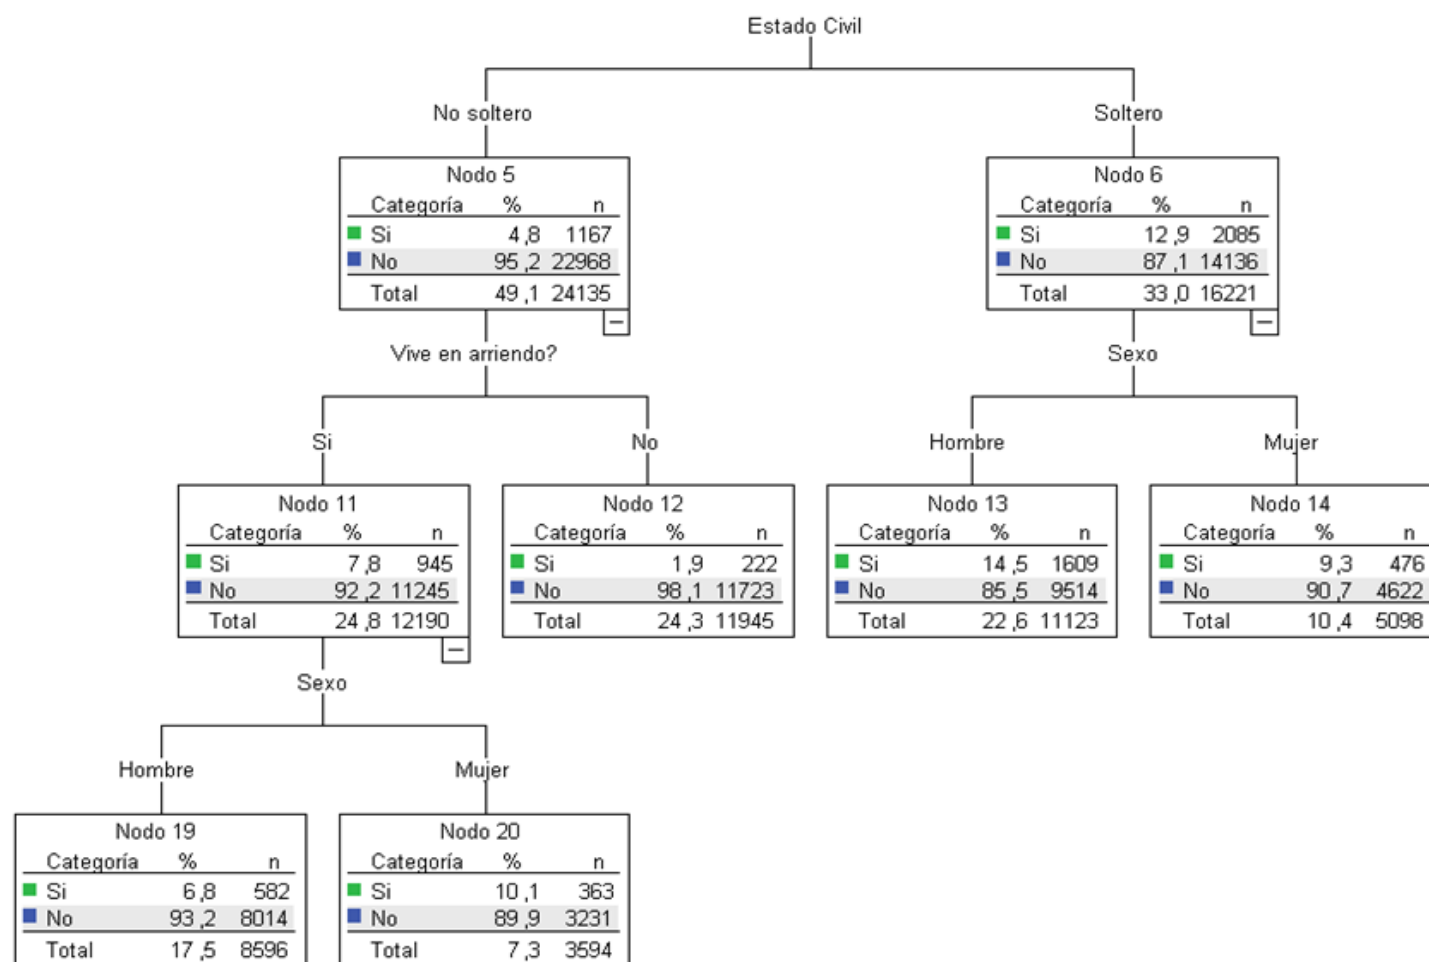 Estado Civil
No soltero
Soltero
Nodo 5
Categoría % n
Si 4,8 1167
No 95,2 22968
Total 49,1 24135
Nodo 6
Categoría % n
Si 12,9 2085
No 87,1 14136
Total 33,0 16221
Vive en arriendo?
Sexo
Si
No
Hombre
Mujer
Nodo 11
Categoría % n
Si 7,8 945
No 92,2 11245
Total 24,8 12190
Nodo 12
Categoría % n
Si 1,9 222
No 98,1 11723
Total 24,3 11945
Nodo 13
Categoría % n
Si 14,5 1609
No 85,5 9514
Total 22,6 11123
Nodo 14
Categoría % n
Si 9,3 476
No 90,7 4622
Total 10,4 5098
Sexo
Hombre
Mujer
Nodo 19
Categoría % n
Si 6,8 582
No 93,2 8014
Total 17,5 8596
Nodo 20
Categoría % n
Si 10,1 363
No 89,9 3231
Total 7,3 3594